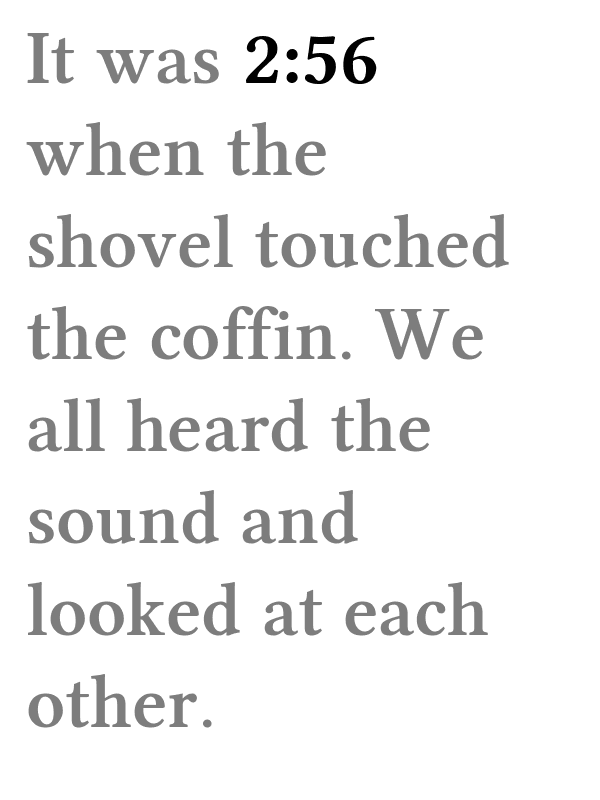 It was 2:56
when the
shovel touched
the coffin. We
all heard the
sound and
looked at each
other.